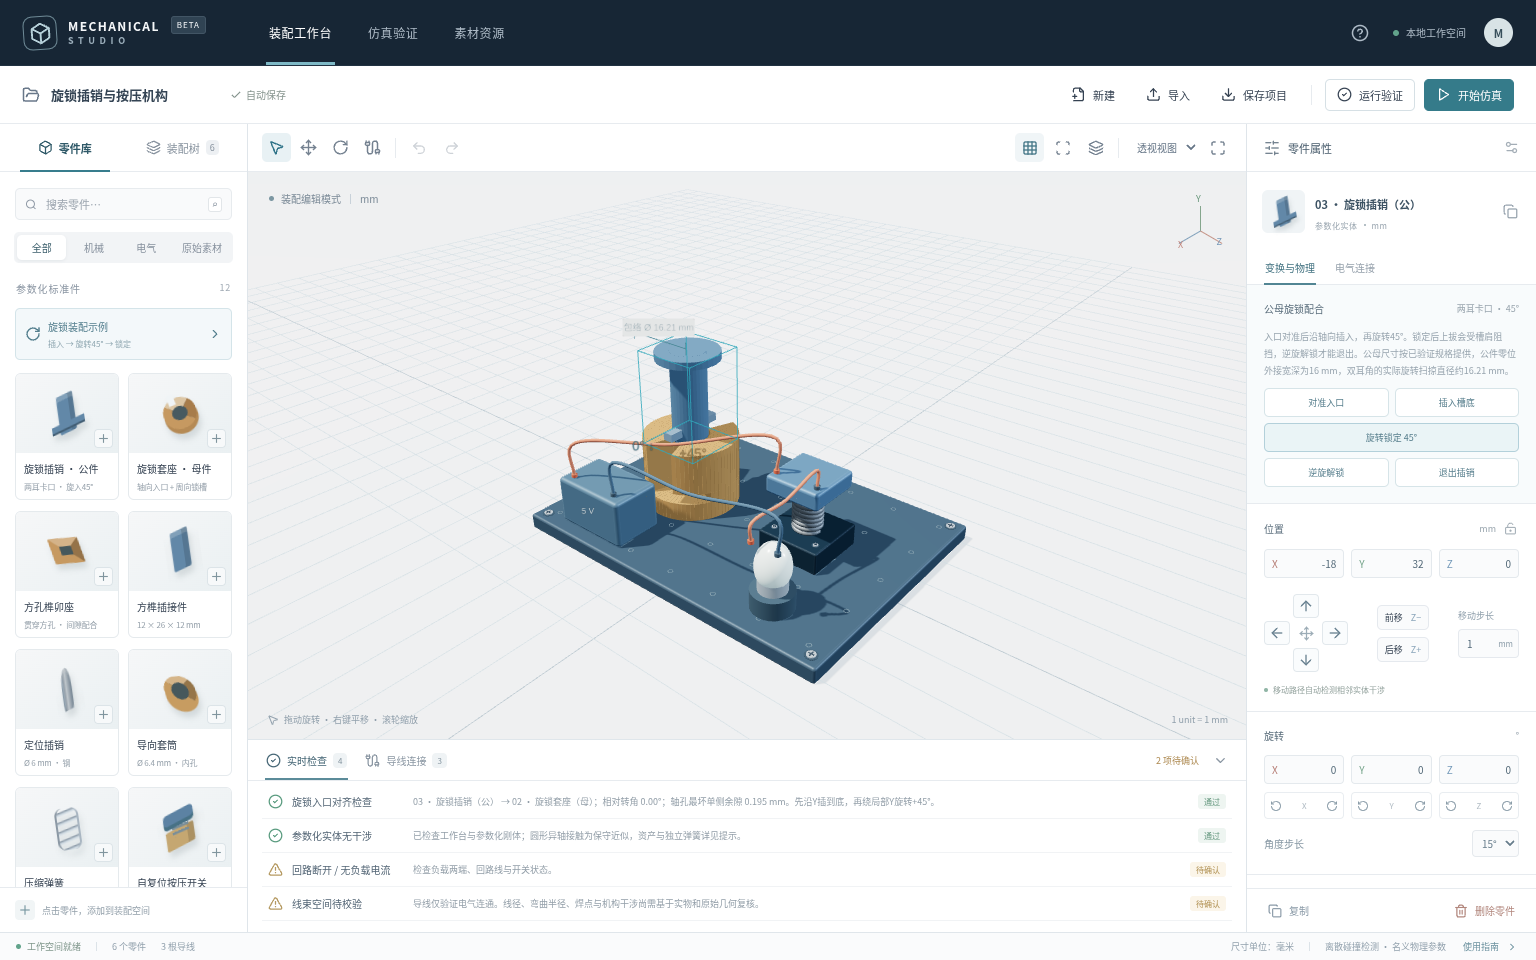 MECHANICAL
STUDIO
BETA
装配工作台
仿真验证
素材资源
本地工作空间
M
旋锁插销与按压机构
自动保存
新建
导入
保存项目
运行验证
开始仿真
零件库
装配树 6
搜索零件…
全部
机械
电气
原始素材
参数化标准件
12
旋锁装配示例
插入 → 旋转45° → 锁定
旋锁插销 · 公件
两耳卡口 · 旋入45°
旋锁套座 · 母件
轴向入口 + 周向锁槽
方孔榫卯座
贯穿方孔 · 间隙配合
方榫插接件
12 × 26 × 12 mm
定位插销
Ø 6 mm · 钢
导向套筒
Ø 6.4 mm · 内孔
压缩弹簧
自复位按压开关
点击零件，添加到装配空间
透视视图
装配编辑模式 | mm
Y
X
Z
包络 Ø 16.21 mm
0°
+45°
5 V
拖动旋转 · 右键平移 · 滚轮缩放
1 unit = 1 mm
实时检查 4
导线连接 3
2 项待确认
旋锁入口对齐检查
03 · 旋锁插销（公） → 02 · 旋锁套座（母）；相对转角 0.00°；轴孔最坏单侧余隙 0.195 mm。先沿Y插到底，再绕局部Y旋转+45°。
通过
参数化实体无干涉
已检查工作台与参数化刚体；圆形异轴接触为保守近似，资产与独立弹簧详见提示。
通过
回路断开 / 无负载电流
检查负载两端、回路线与开关状态。
待确认
线束空间待校验
导线仅验证电气连通。线径、弯曲半径、焊点与机构干涉尚需基于实物和原始几何复核。
待确认
零件属性
03 · 旋锁插销（公）
参数化实体 · mm
变换与物理
电气连接
公母旋锁配合
两耳卡口 · 45°
入口对准后沿轴向插入，再旋转45°。锁定后上拔会受槽肩阻
挡，逆旋解锁才能退出。公母尺寸按已验证规格提供，公件零位
外接宽深为16 mm，双耳角的实际旋转扫掠直径约16.21 mm。
对准入口
插入槽底
旋转锁定 45°
逆旋解锁
退出插销
位置
mm
X -18
Y 32
Z 0
前移 Z−
后移 Z+
移动步长
1 mm
移动路径自动检测相邻实体干涉
旋转
°
X 0
Y 0
Z 0
X
Y
Z
角度步长
15°
复制
删除零件
工作空间就绪
6 个零件
3 根导线
尺寸单位：毫米
离散碰撞检测 · 名义物理参数
使用指南